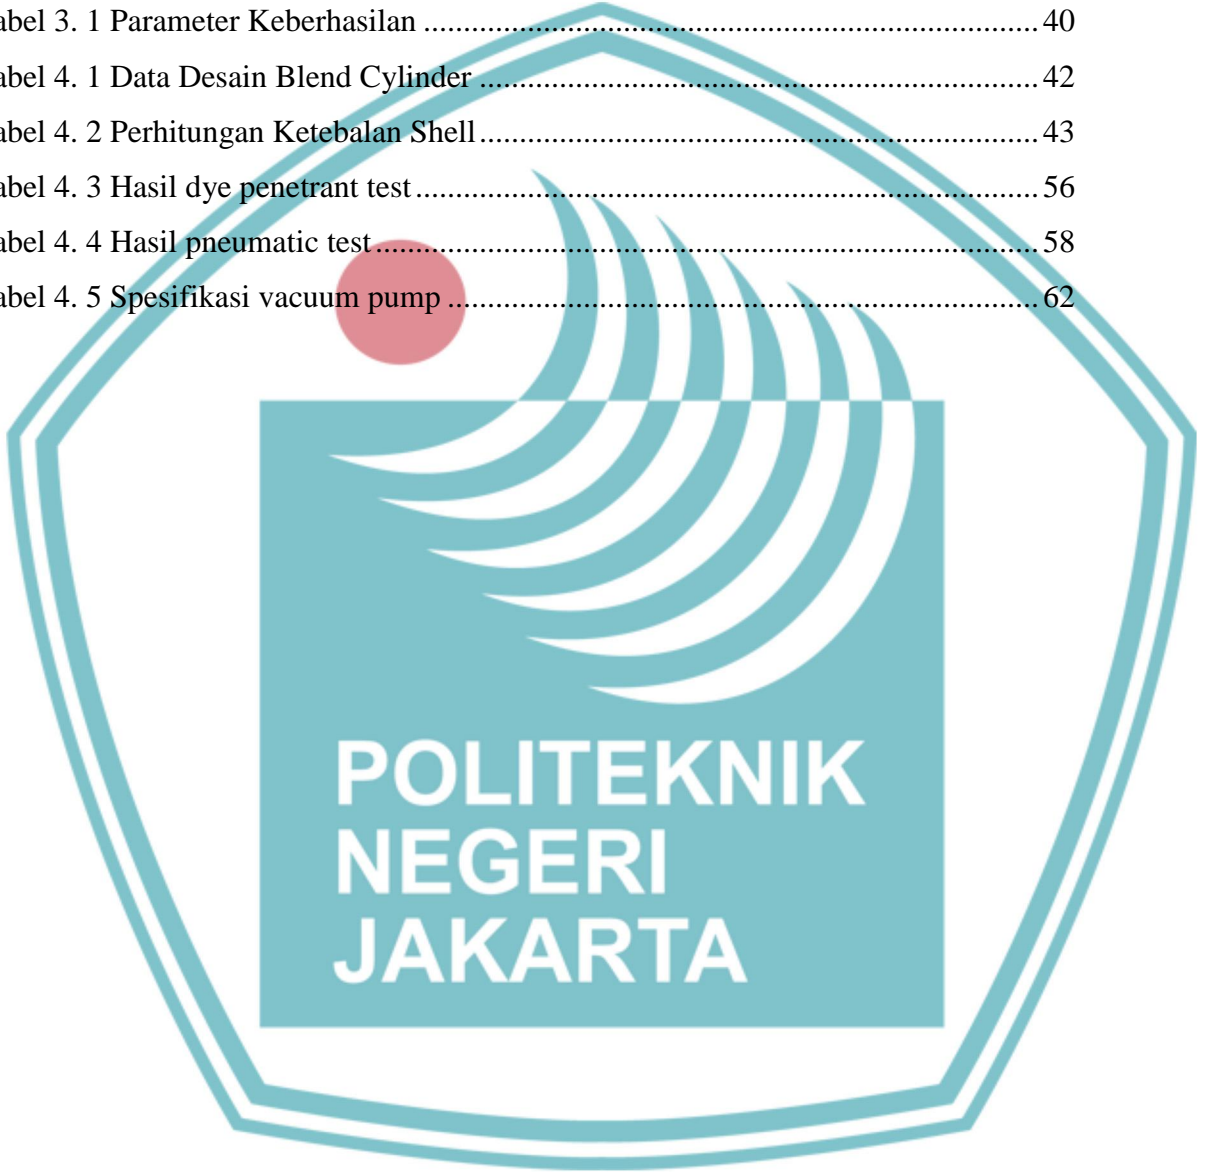 abel 3. 1 Parameter Keberhasilan ............................................................................. 40
abel 4. 1 Data Desain Blend Cylinder ...................................................................... 42
abel 4. 2 Perhitungan Ketebalan Shell ...................................................................... 43
abel 4. 3 Hasil dye penetrant test .............................................................................. 56
abel 4. 4 Hasil pneumatic test ................................................................................... 58
abel 4. 5 Spesifikasi vacuum pump .......................................................................... 62
POLITEKNIK
NEGERI
JAKARTA